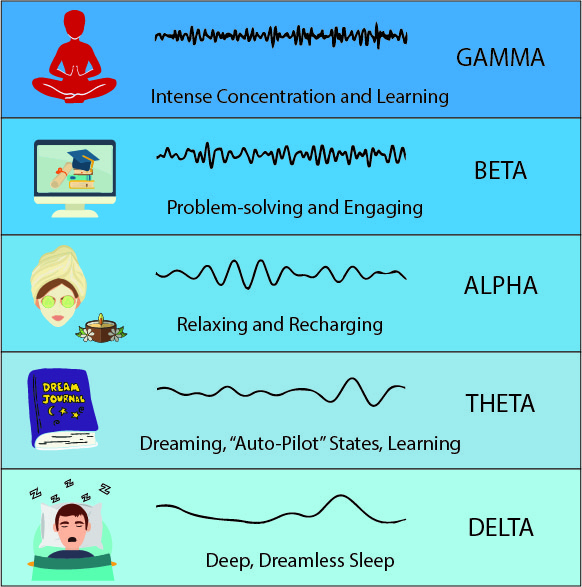 GAMMA
Intense Concentration and Learning
BETA
Problem-solving and Engaging
ALPHA
Relaxing and Recharging
DREAM
JOURNAL
THETA
Dreaming, “Auto-Pilot” States, Learning
z z z z z
DELTA
Deep, Dreamless Sleep